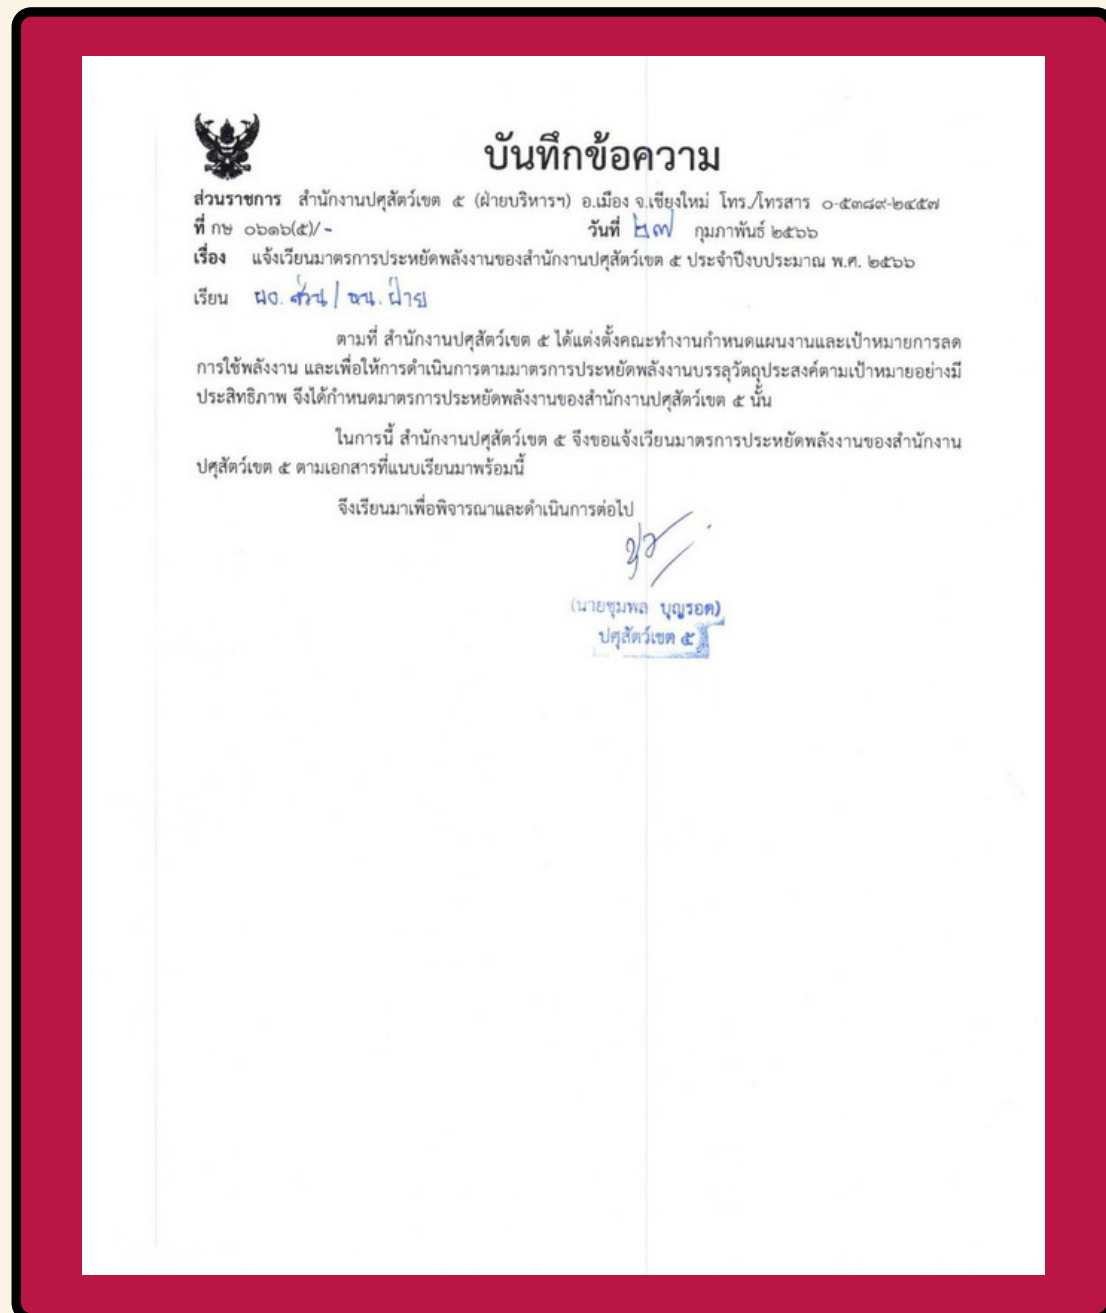 บันทึกข้อความ
ส่วนราชการ สำนักงานปศุสัตว์เขต ๕ (ฝ่ายบริหารฯ) อ.เมือง จ.เชียงใหม่ โทร./โทรสาร ๐-๕๓๘๙-๒๔๕๗
ที่ กษ ๐๖๑๖(๕)/- วันที่ ๒๗ กุมภาพันธ์ ๒๕๖๖
เรื่อง แจ้งเวียนมาตรการประหยัดพลังงานของสำนักงานปศุสัตว์เขต ๕ ประจำปีงบประมาณ พ.ศ. ๒๕๖๖
เรียน ผอ.ส่วน/หน.ฝ่าย
ตามที่ สำนักงานปศุสัตว์เขต ๕ ได้แต่งตั้งคณะทำงานกำหนดแผนงานและเป้าหมายการลด
การใช้พลังงาน และเพื่อให้การดำเนินการตามมาตรการประหยัดพลังงานบรรลุวัตถุประสงค์ตามเป้าหมายอย่างมี
ประสิทธิภาพ จึงได้กำหนดมาตรการประหยัดพลังงานของสำนักงานปศุสัตว์เขต ๕ นั้น
ในการนี้ สำนักงานปศุสัตว์เขต ๕ จึงขอแจ้งเวียนมาตรการประหยัดพลังงานของสำนักงาน
ปศุสัตว์เขต ๕ ตามเอกสารที่แนบเรียนมาพร้อมนี้
จึงเรียนมาเพื่อพิจารณาและดำเนินการต่อไป
(นายชุมพล บุญรอด)
ปศุสัตว์เขต ๕